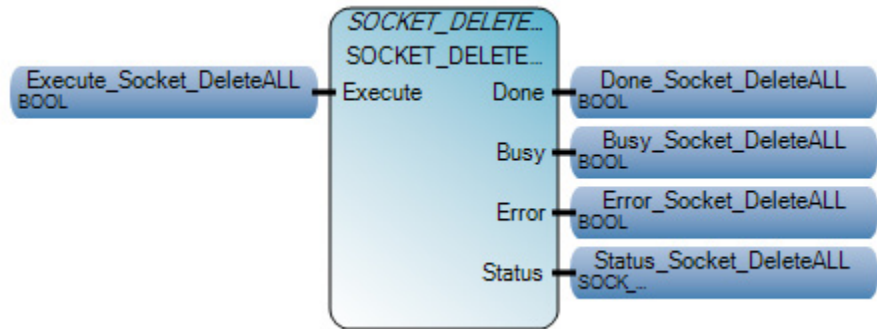 SOCKET_DELETE...
SOCKET_DELETE...
Execute_Socket_DeleteALL
BOOL
Execute
Done
Done_Socket_DeleteALL
BOOL
Busy
Busy_Socket_DeleteALL
BOOL
Error
Error_Socket_DeleteALL
BOOL
Status
Status_Socket_DeleteALL
SOCK_...